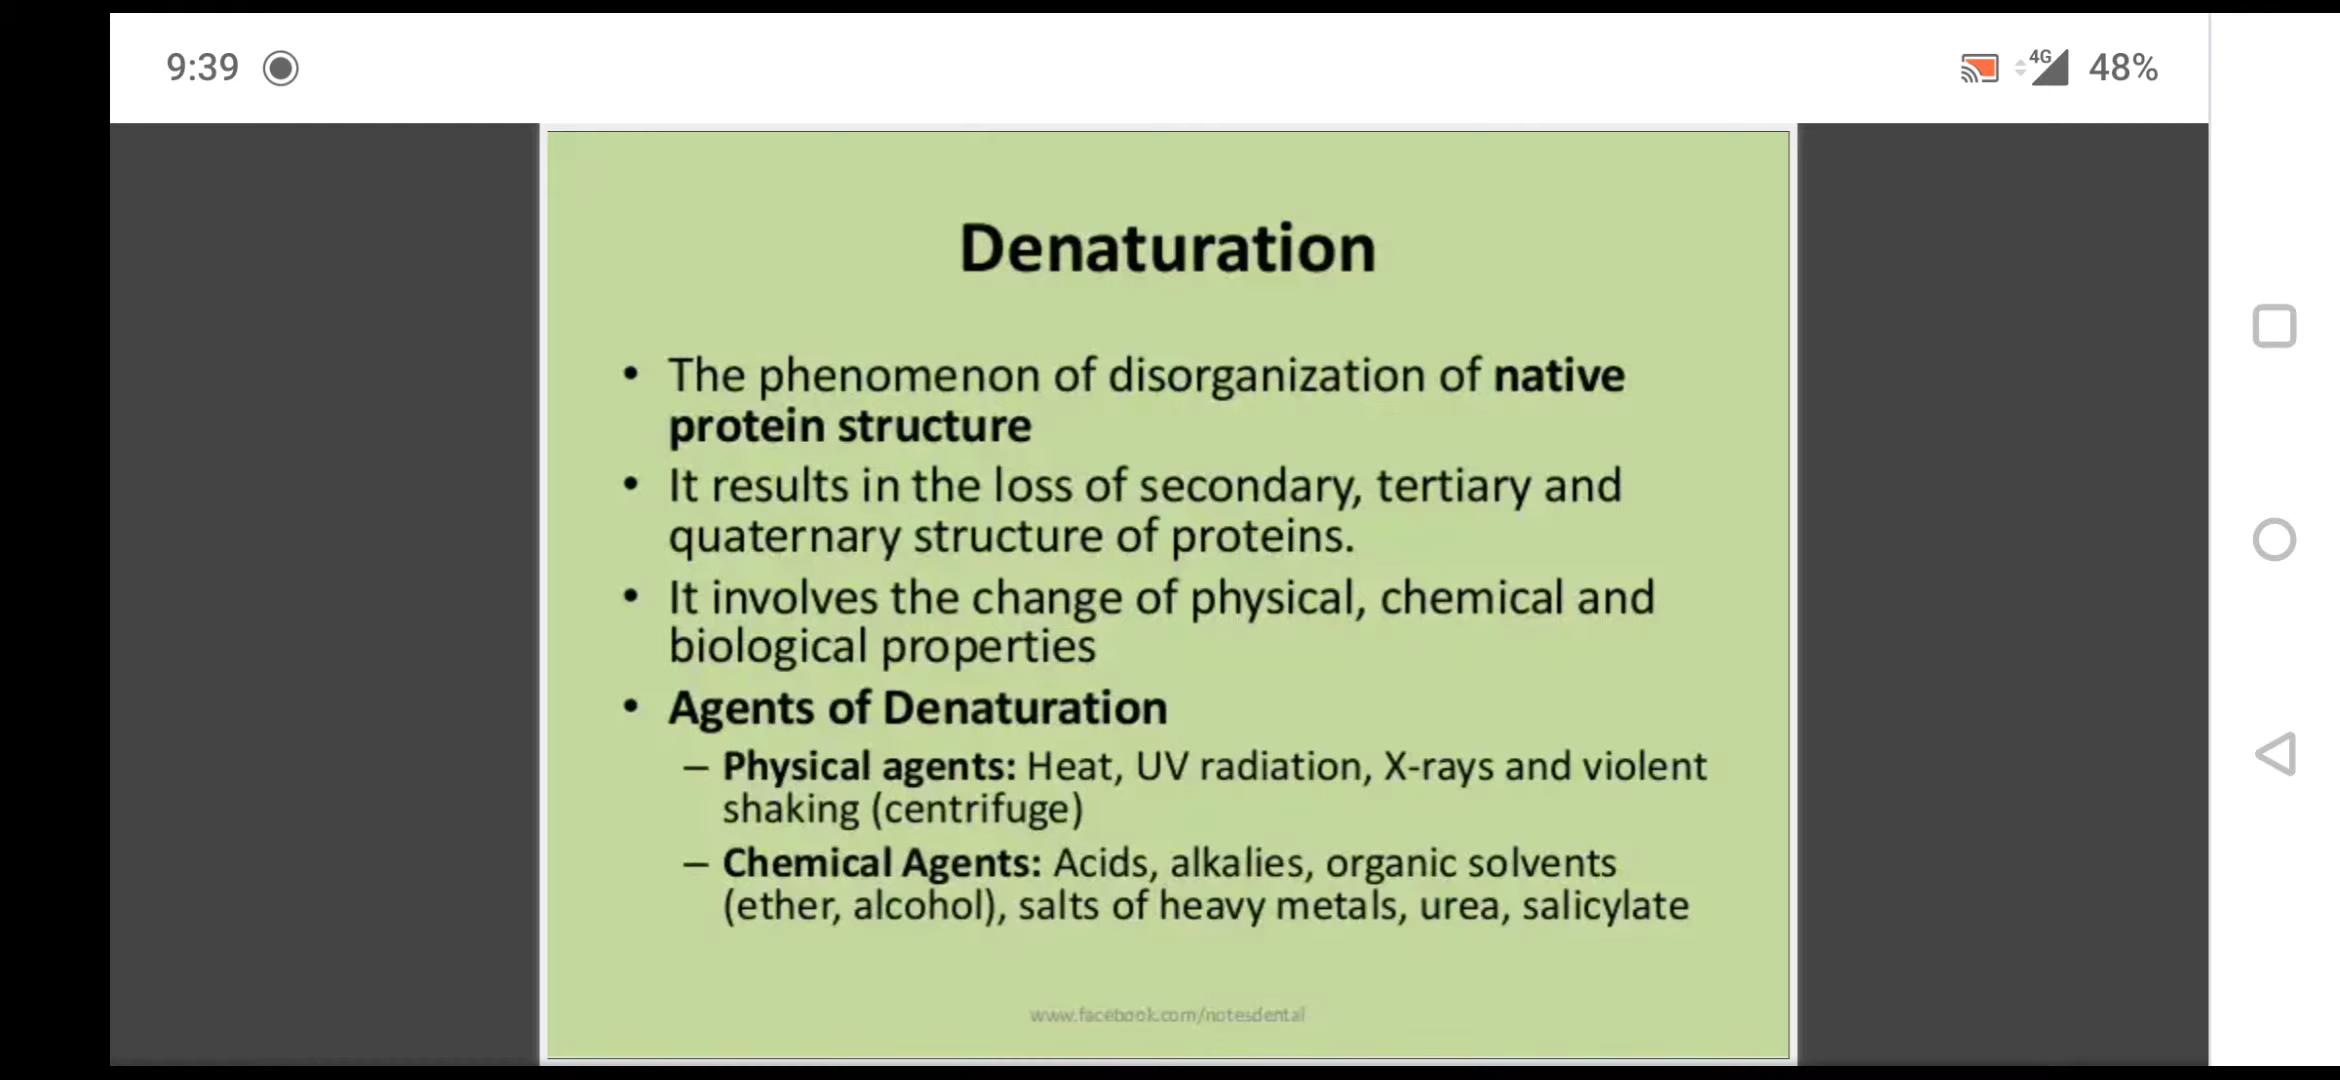 9:39
4G
48%
Denaturation
• The phenomenon of disorganization of native
protein structure
• It results in the loss of secondary, tertiary and
quaternary structure of proteins.
• It involves the change of physical, chemical and
biological properties
• Agents of Denaturation
– Physical agents: Heat, UV radiation, X-rays and violent
shaking (centrifuge)
– Chemical Agents: Acids, alkalies, organic solvents
(ether, alcohol), salts of heavy metals, urea, salicylate
www.facebook.com/notesdental